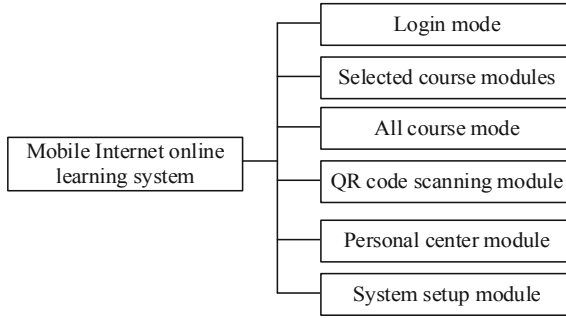 Login mode
Selected course modules
All course mode
Mobile Internet online
learning system
QR code scanning module
Personal center module
System setup module